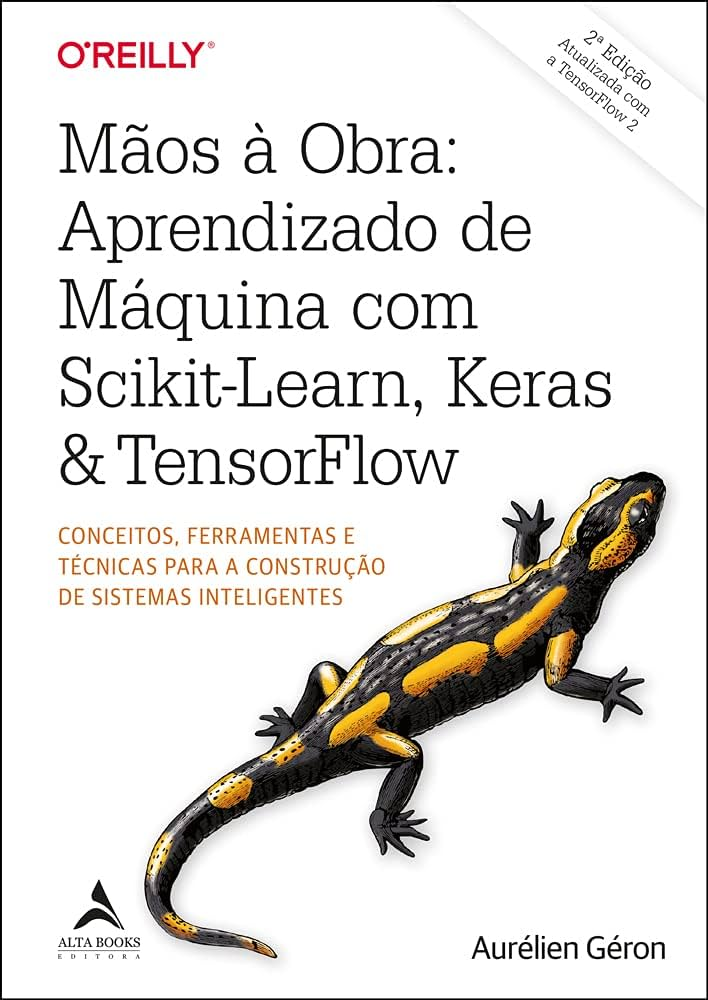 O'REILLY®
2ª Edição
Atualizada com
a TensorFlow 2
Mãos à Obra:
Aprendizado de
Máquina com
Scikit-Learn, Keras
& TensorFlow
CONCEITOS, FERRAMENTAS E
TÉCNICAS PARA A CONSTRUÇÃO
DE SISTEMAS INTELIGENTES
ALTA BOOKS
EDITORA
Aurélien Géron